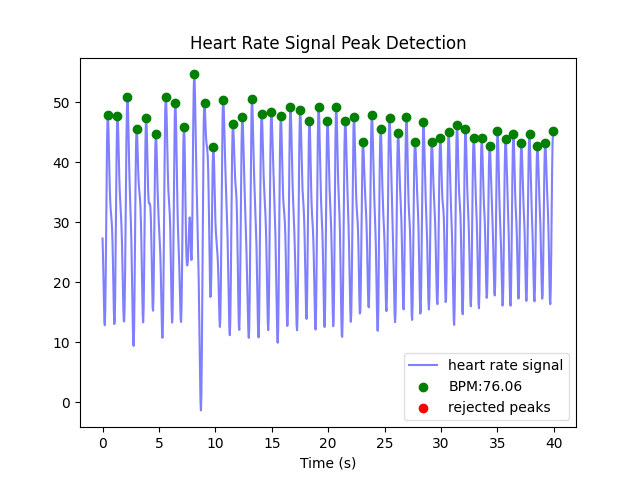 Heart Rate Signal Peak Detection
50
40
30
20
10
0
heart rate signal
BPM:76.06
rejected peaks
0 5 10 15 20 25 30 35 40
Time (s)